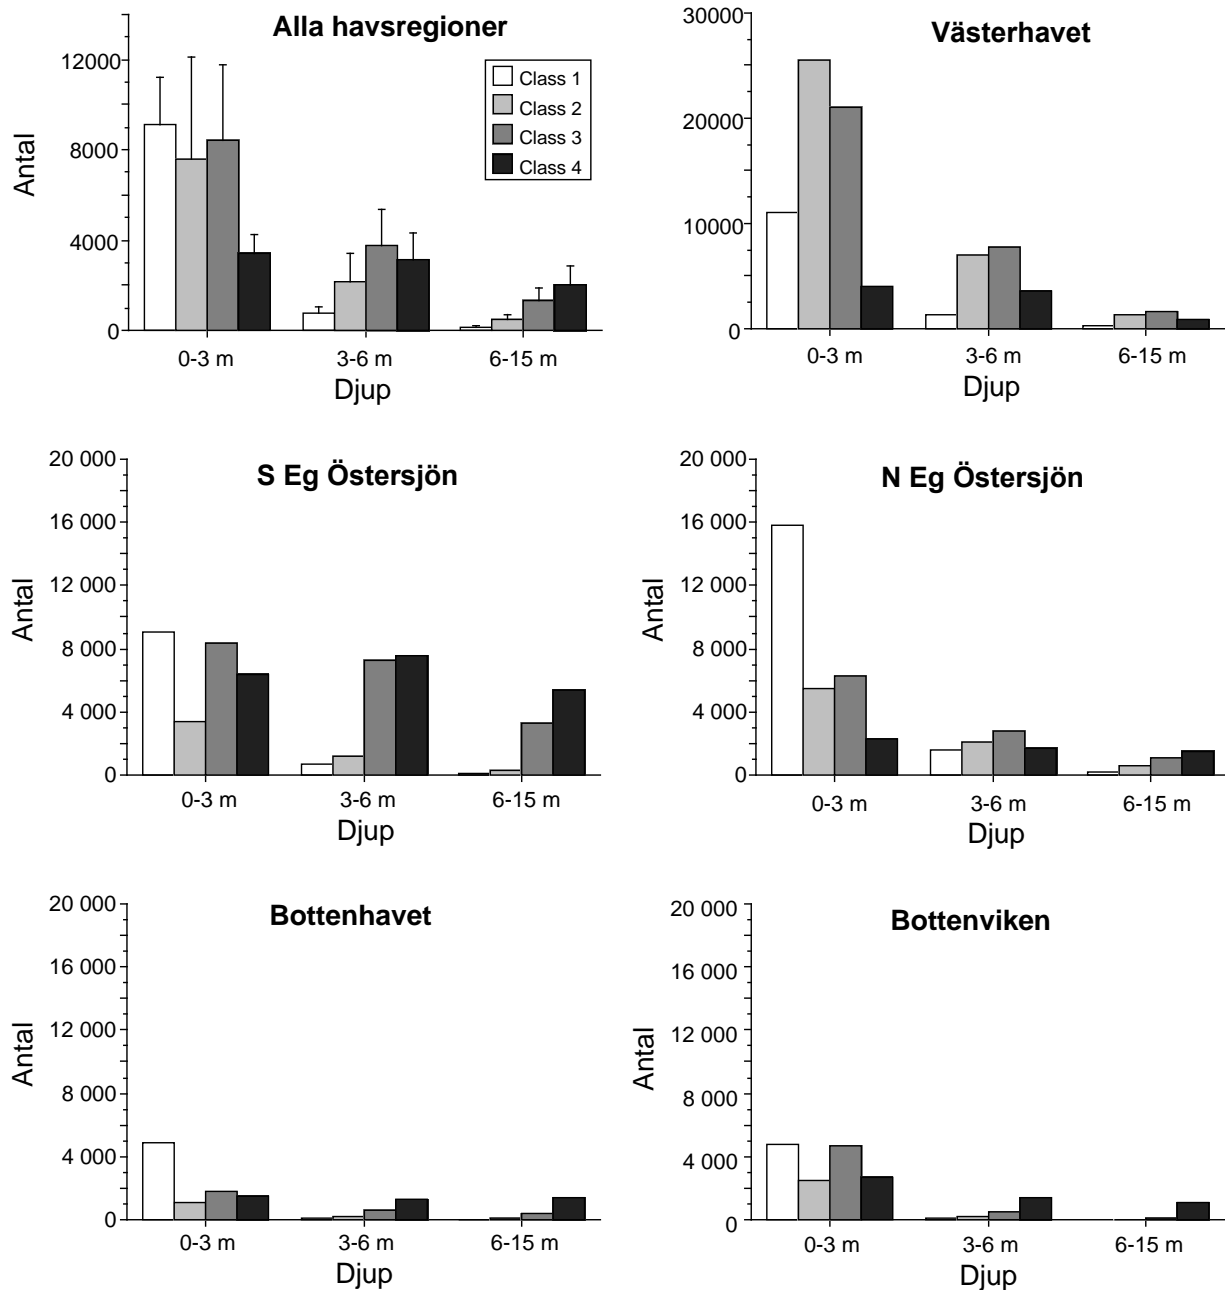 Alla havsregioner
12000
8000
4000
0
Antal
Class 1
Class 2
Class 3
Class 4
0-3 m 3-6 m 6-15 m
Djup
Västerhavet
30000
20000
10000
0
0-3 m 3-6 m 6-15 m
Djup
S Eg Östersjön
20 000
16 000
12 000
8 000
4 000
0
Antal
0-3 m 3-6 m 6-15 m
Djup
N Eg Östersjön
20 000
16 000
12 000
8 000
4 000
0
Antal
0-3 m 3-6 m 6-15 m
Djup
Bottenhavet
20 000
16 000
12 000
8 000
4 000
0
Antal
0-3 m 3-6 m 6-15 m
Djup
Bottenviken
20 000
16 000
12 000
8 000
4 000
0
Antal
0-3 m 3-6 m 6-15 m
Djup